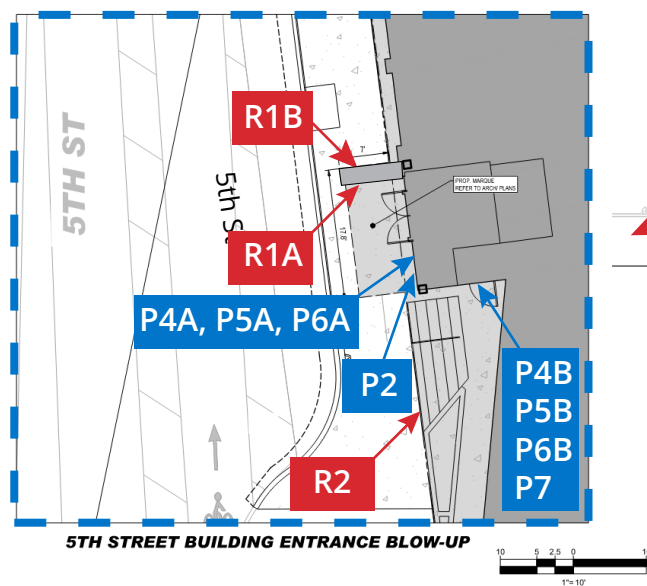 5TH ST
5th S
R1B
7'
PROP. MARQUE
REFER TO ARCH/ PLANS
R1A
17.8'
P4A, P5A, P6A
P2
P4B
P5B
P6B
P7
R2
5TH STREET BUILDING ENTRANCE BLOW-UP
10 5 2.5 0 10
1"= 10'